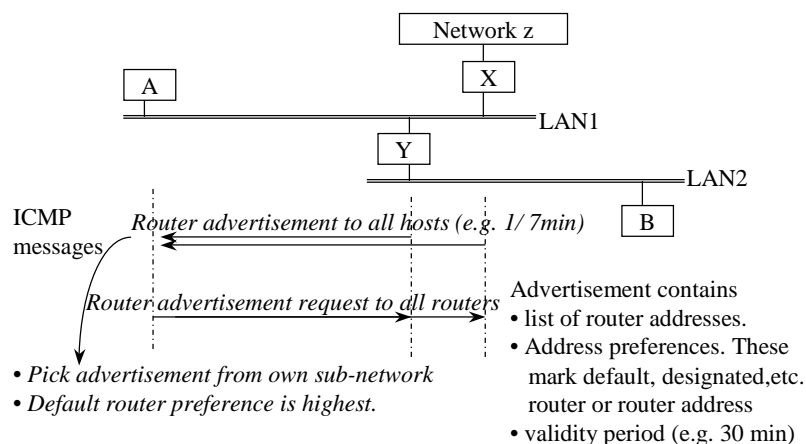 Network z
A
X
LAN1
Y
LAN2
B
ICMP
messages
Router advertisement to all hosts (e.g. 1/ 7min)
Router advertisement request to all routers
• Pick advertisement from own sub-network
• Default router preference is highest.
Advertisement contains
• list of router addresses.
• Address preferences. These
mark default, designated,etc.
router or router address
• validity period (e.g. 30 min)